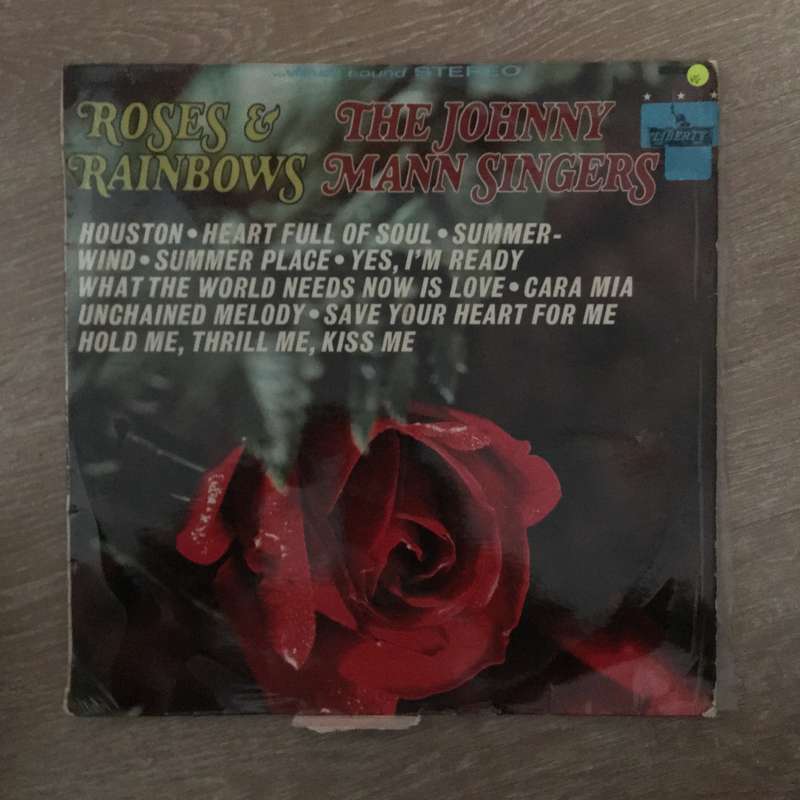 sound STEREO
ROSES &
RAINBOWS
THE JOHNNY
MANN SINGERS
LIBERTY
HOUSTON • HEART FULL OF SOUL • SUMMER-
WIND • SUMMER PLACE • YES, I'M READY
WHAT THE WORLD NEEDS NOW IS LOVE • CARA MIA
UNCHAINED MELODY • SAVE YOUR HEART FOR ME
HOLD ME, THRILL ME, KISS ME